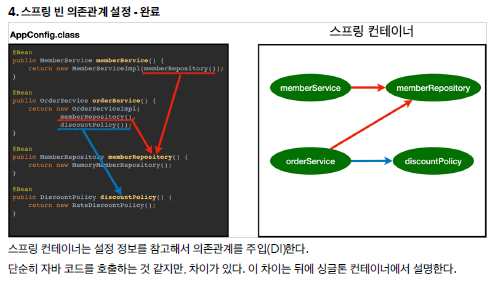 4. 스프링 빈 의존관계 설정 - 완료
AppConfig.class
@Bean
public MemberService memberService() {
return new MemberServiceImpl(memberRepository());
}
@Bean
public OrderService orderService() {
return new OrderServiceImpl(
memberRepository(),
discountPolicy());
}
@Bean
public MemberRepository memberRepository() {
return new MemoryMemberRepository();
}
@Bean
public DiscountPolicy discountPolicy() {
return new RateDiscountPolicy();
}
스프링 컨테이너
memberService
memberRepository
orderService
discountPolicy
스프링 컨테이너는 설정 정보를 참고해서 의존관계를 주입(DI)한다.
단순히 자바 코드를 호출하는 것 같지만, 차이가 있다. 이 차이는 뒤에 싱글톤 컨테이너에서 설명한다.